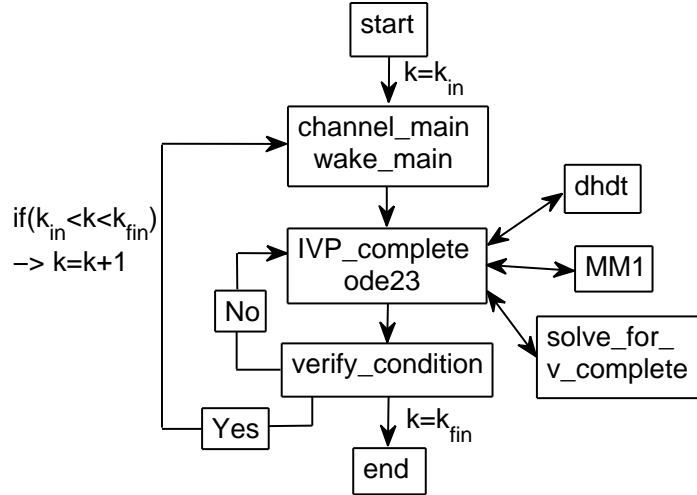 start
k=k_in
channel_main
wake_main
if(k_in<k<k_fin)
–> k=k+1
dhdt
IVP_complete
ode23
MM1
No
solve_for_
v_complete
verify_condition
Yes
k=k_fin
end